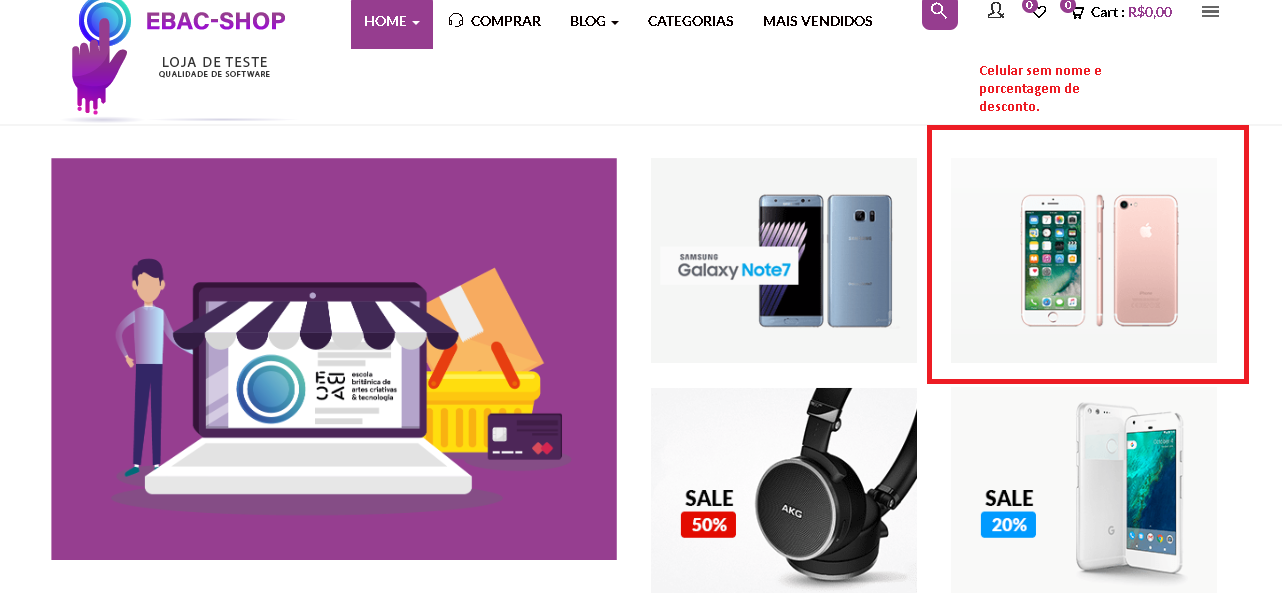 EBAC-SHOP
LOJA DE TESTE
QUALIDADE DE SOFTWARE
HOME
COMPRAR
BLOG
CATEGORIAS
MAIS VENDIDOS
0
0
Cart : R$0,00
Celular sem nome e
porcentagem de
desconto.
EBAC
escola
britânica de
artes criativas
& tecnologia
SAMSUNG
Galaxy Note7
SAMSUNG
iPhone
SALE
50%
AKG
SALE
20%
G